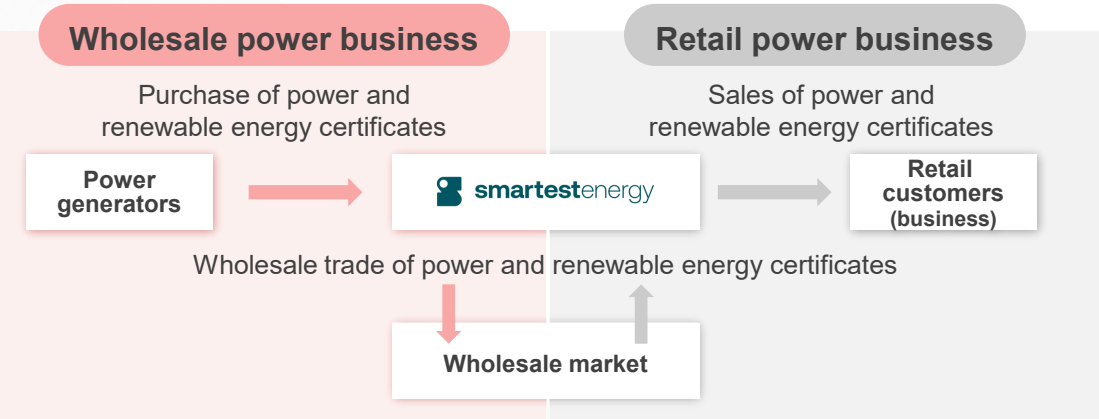 Wholesale power business
Retail power business
Purchase of power and
renewable energy certificates
Sales of power and
renewable energy certificates
Power
generators
smartestenergy
Retail
customers
(business)
Wholesale trade of power and renewable energy certificates
Wholesale market